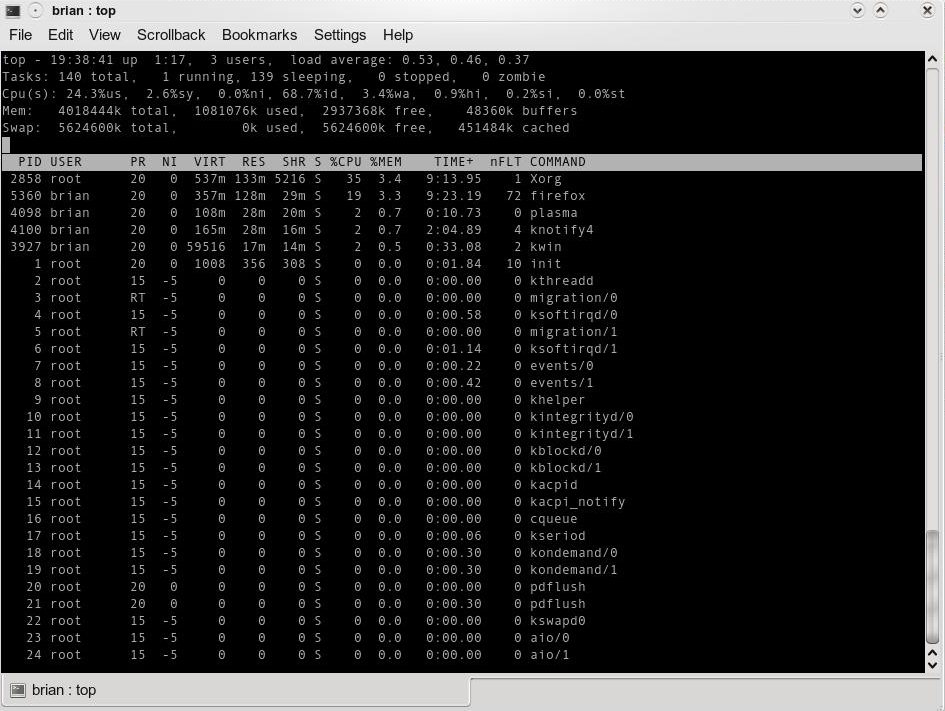 brian : top
File Edit View Scrollback Bookmarks Settings Help
top - 19:38:41 up  1:17,  3 users,  load average: 0.53, 0.46, 0.37
Tasks: 140 total,   1 running, 139 sleeping,   0 stopped,   0 zombie
Cpu(s): 24.3%us,  2.6%sy,  0.0%ni, 68.7%id,  3.4%wa,  0.9%hi,  0.2%si,  0.0%st
Mem:   4018444k total,  1081076k used,  2937368k free,    48360k buffers
Swap:  5624600k total,        0k used,  5624600k free,   451484k cached
PID USER PR NI VIRT RES SHR S %CPU %MEM TIME+ nFLT COMMAND
2858 root 20 0 537m 133m 5216 S 35 3.4 9:13.95 1 Xorg
5360 brian 20 0 357m 128m 29m S 19 3.3 9:23.19 72 firefox
4098 brian 20 0 108m 28m 20m S 2 0.7 0:10.73 0 plasma
4100 brian 20 0 165m 28m 16m S 2 0.7 2:04.89 4 knotify4
3927 brian 20 0 59516 17m 14m S 2 0.5 0:33.08 2 kwin
1 root 20 0 1008 356 308 S 0 0.0 0:01.84 10 init
2 root 15 -5 0 0 0 S 0 0.0 0:00.00 0 kthreadd
3 root RT -5 0 0 0 S 0 0.0 0:00.00 0 migration/0
4 root 15 -5 0 0 0 S 0 0.0 0:00.58 0 ksoftirqd/0
5 root RT -5 0 0 0 S 0 0.0 0:00.00 0 migration/1
6 root 15 -5 0 0 0 S 0 0.0 0:01.14 0 ksoftirqd/1
7 root 15 -5 0 0 0 S 0 0.0 0:00.22 0 events/0
8 root 15 -5 0 0 0 S 0 0.0 0:00.42 0 events/1
9 root 15 -5 0 0 0 S 0 0.0 0:00.00 0 khelper
10 root 15 -5 0 0 0 S 0 0.0 0:00.00 0 kintegrityd/0
11 root 15 -5 0 0 0 S 0 0.0 0:00.00 0 kintegrityd/1
12 root 15 -5 0 0 0 S 0 0.0 0:00.00 0 kblockd/0
13 root 15 -5 0 0 0 S 0 0.0 0:00.00 0 kblockd/1
14 root 15 -5 0 0 0 S 0 0.0 0:00.00 0 kacpid
15 root 15 -5 0 0 0 S 0 0.0 0:00.00 0 kacpi_notify
16 root 15 -5 0 0 0 S 0 0.0 0:00.00 0 cqueue
17 root 15 -5 0 0 0 S 0 0.0 0:00.06 0 kseriod
18 root 15 -5 0 0 0 S 0 0.0 0:00.30 0 kondemand/0
19 root 15 -5 0 0 0 S 0 0.0 0:00.30 0 kondemand/1
20 root 20 0 0 0 0 S 0 0.0 0:00.00 0 pdflush
21 root 20 0 0 0 0 S 0 0.0 0:00.30 0 pdflush
22 root 15 -5 0 0 0 S 0 0.0 0:00.00 0 kswapd0
23 root 15 -5 0 0 0 S 0 0.0 0:00.00 0 aio/0
24 root 15 -5 0 0 0 S 0 0.0 0:00.00 0 aio/1
brian : top